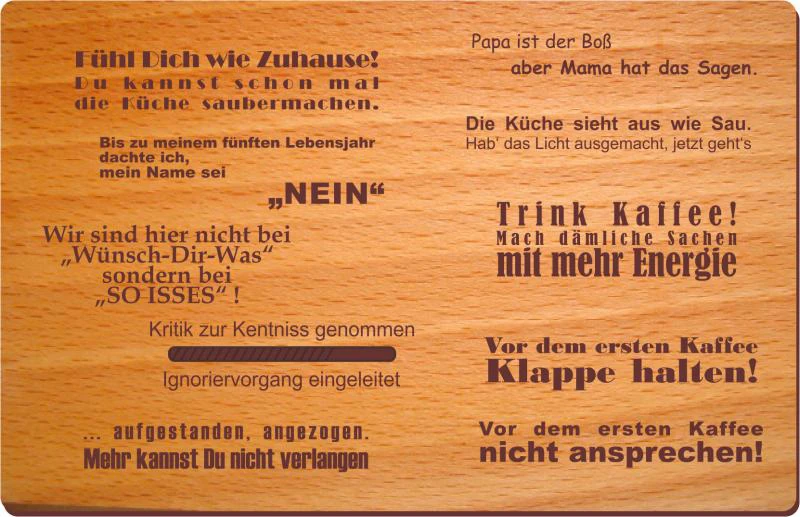 Fühl Dich wie Zuhause!
Du kannst schon mal
die Küche saubermachen.
Bis zu meinem fünften Lebensjahr
dachte ich,
mein Name sei
„NEIN“
Wir sind hier nicht bei
„Wünsch-Dir-Was“
sondern bei
„SO ISSES“ !
Kritik zur Kentniss genommen
Ignoriervorgang eingeleitet
... aufgestanden, angezogen.
Mehr kannst Du nicht verlangen
Papa ist der Boß
aber Mama hat das Sagen.
Die Küche sieht aus wie Sau.
Hab' das Licht ausgemacht, jetzt geht's
Trink Kaffee!
Mach dämliche Sachen
mit mehr Energie
Vor dem ersten Kaffee
Klappe halten!
Vor dem ersten Kaffee
nicht ansprechen!